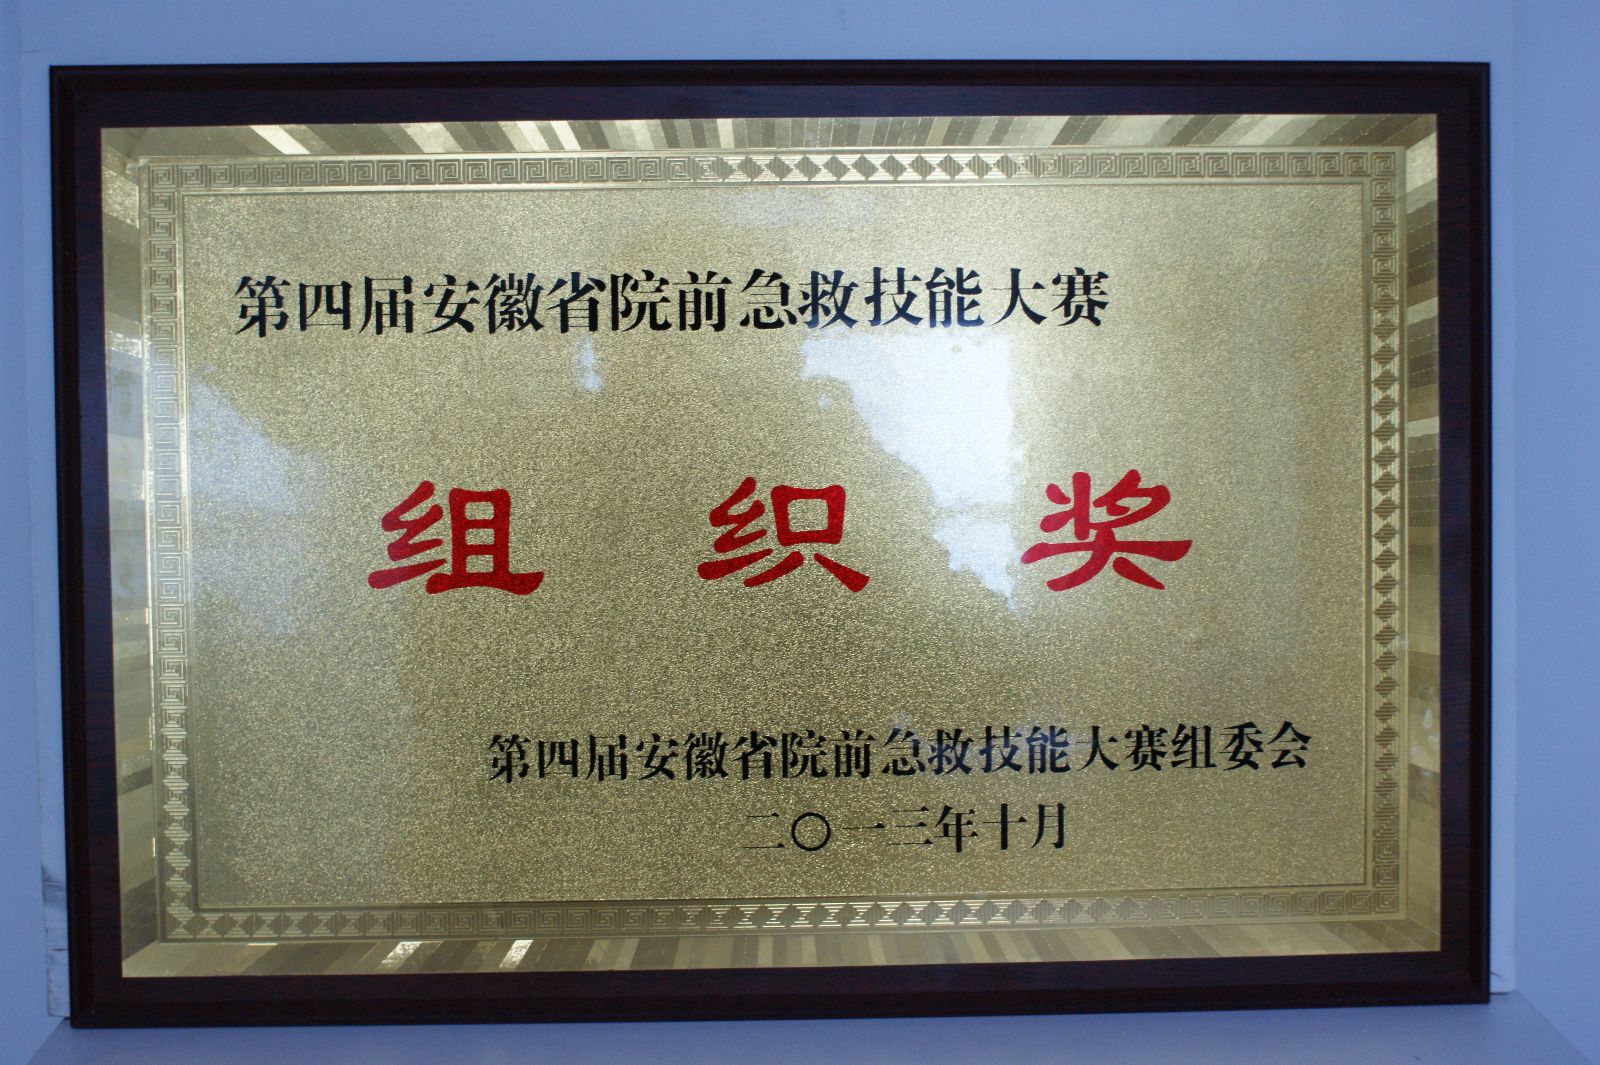 第四届安徽省院前急救技能大赛
组织奖
第四届安徽省院前急救技能大赛组委会
二〇一三年十月